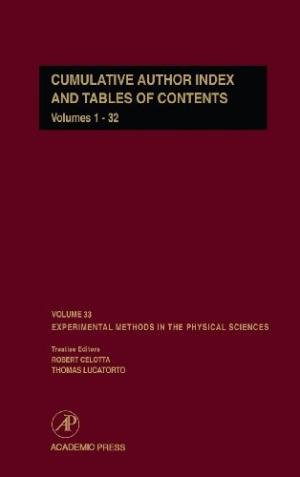 CUMULATIVE AUTHOR INDEX
AND TABLES OF CONTENTS
Volumes 1 - 32
VOLUME 33
EXPERIMENTAL METHODS IN THE PHYSICAL SCIENCES
Treatise Editors
ROBERT CELOTTA
THOMAS LUCATORTO
AP
ACADEMIC PRESS